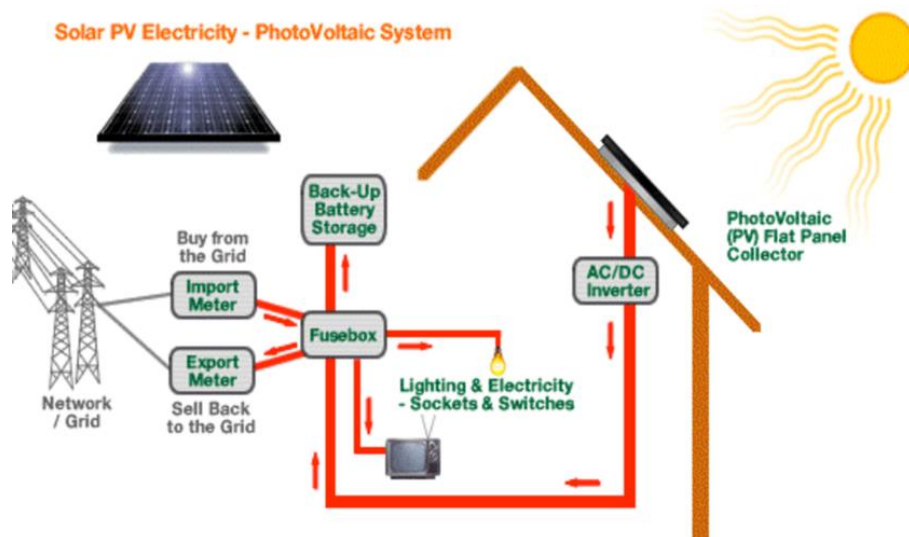 Solar PV Electricity - PhotoVoltaic System
Back-Up
Battery
Storage
PhotoVoltaic
(PV) Flat Panel
Collector
Buy from
the Grid
AC/DC
Inverter
Import
Meter
Fusebox
Export
Meter
Lighting & Electricity
- Sockets & Switches
Network
/ Grid
Sell Back
to the Grid